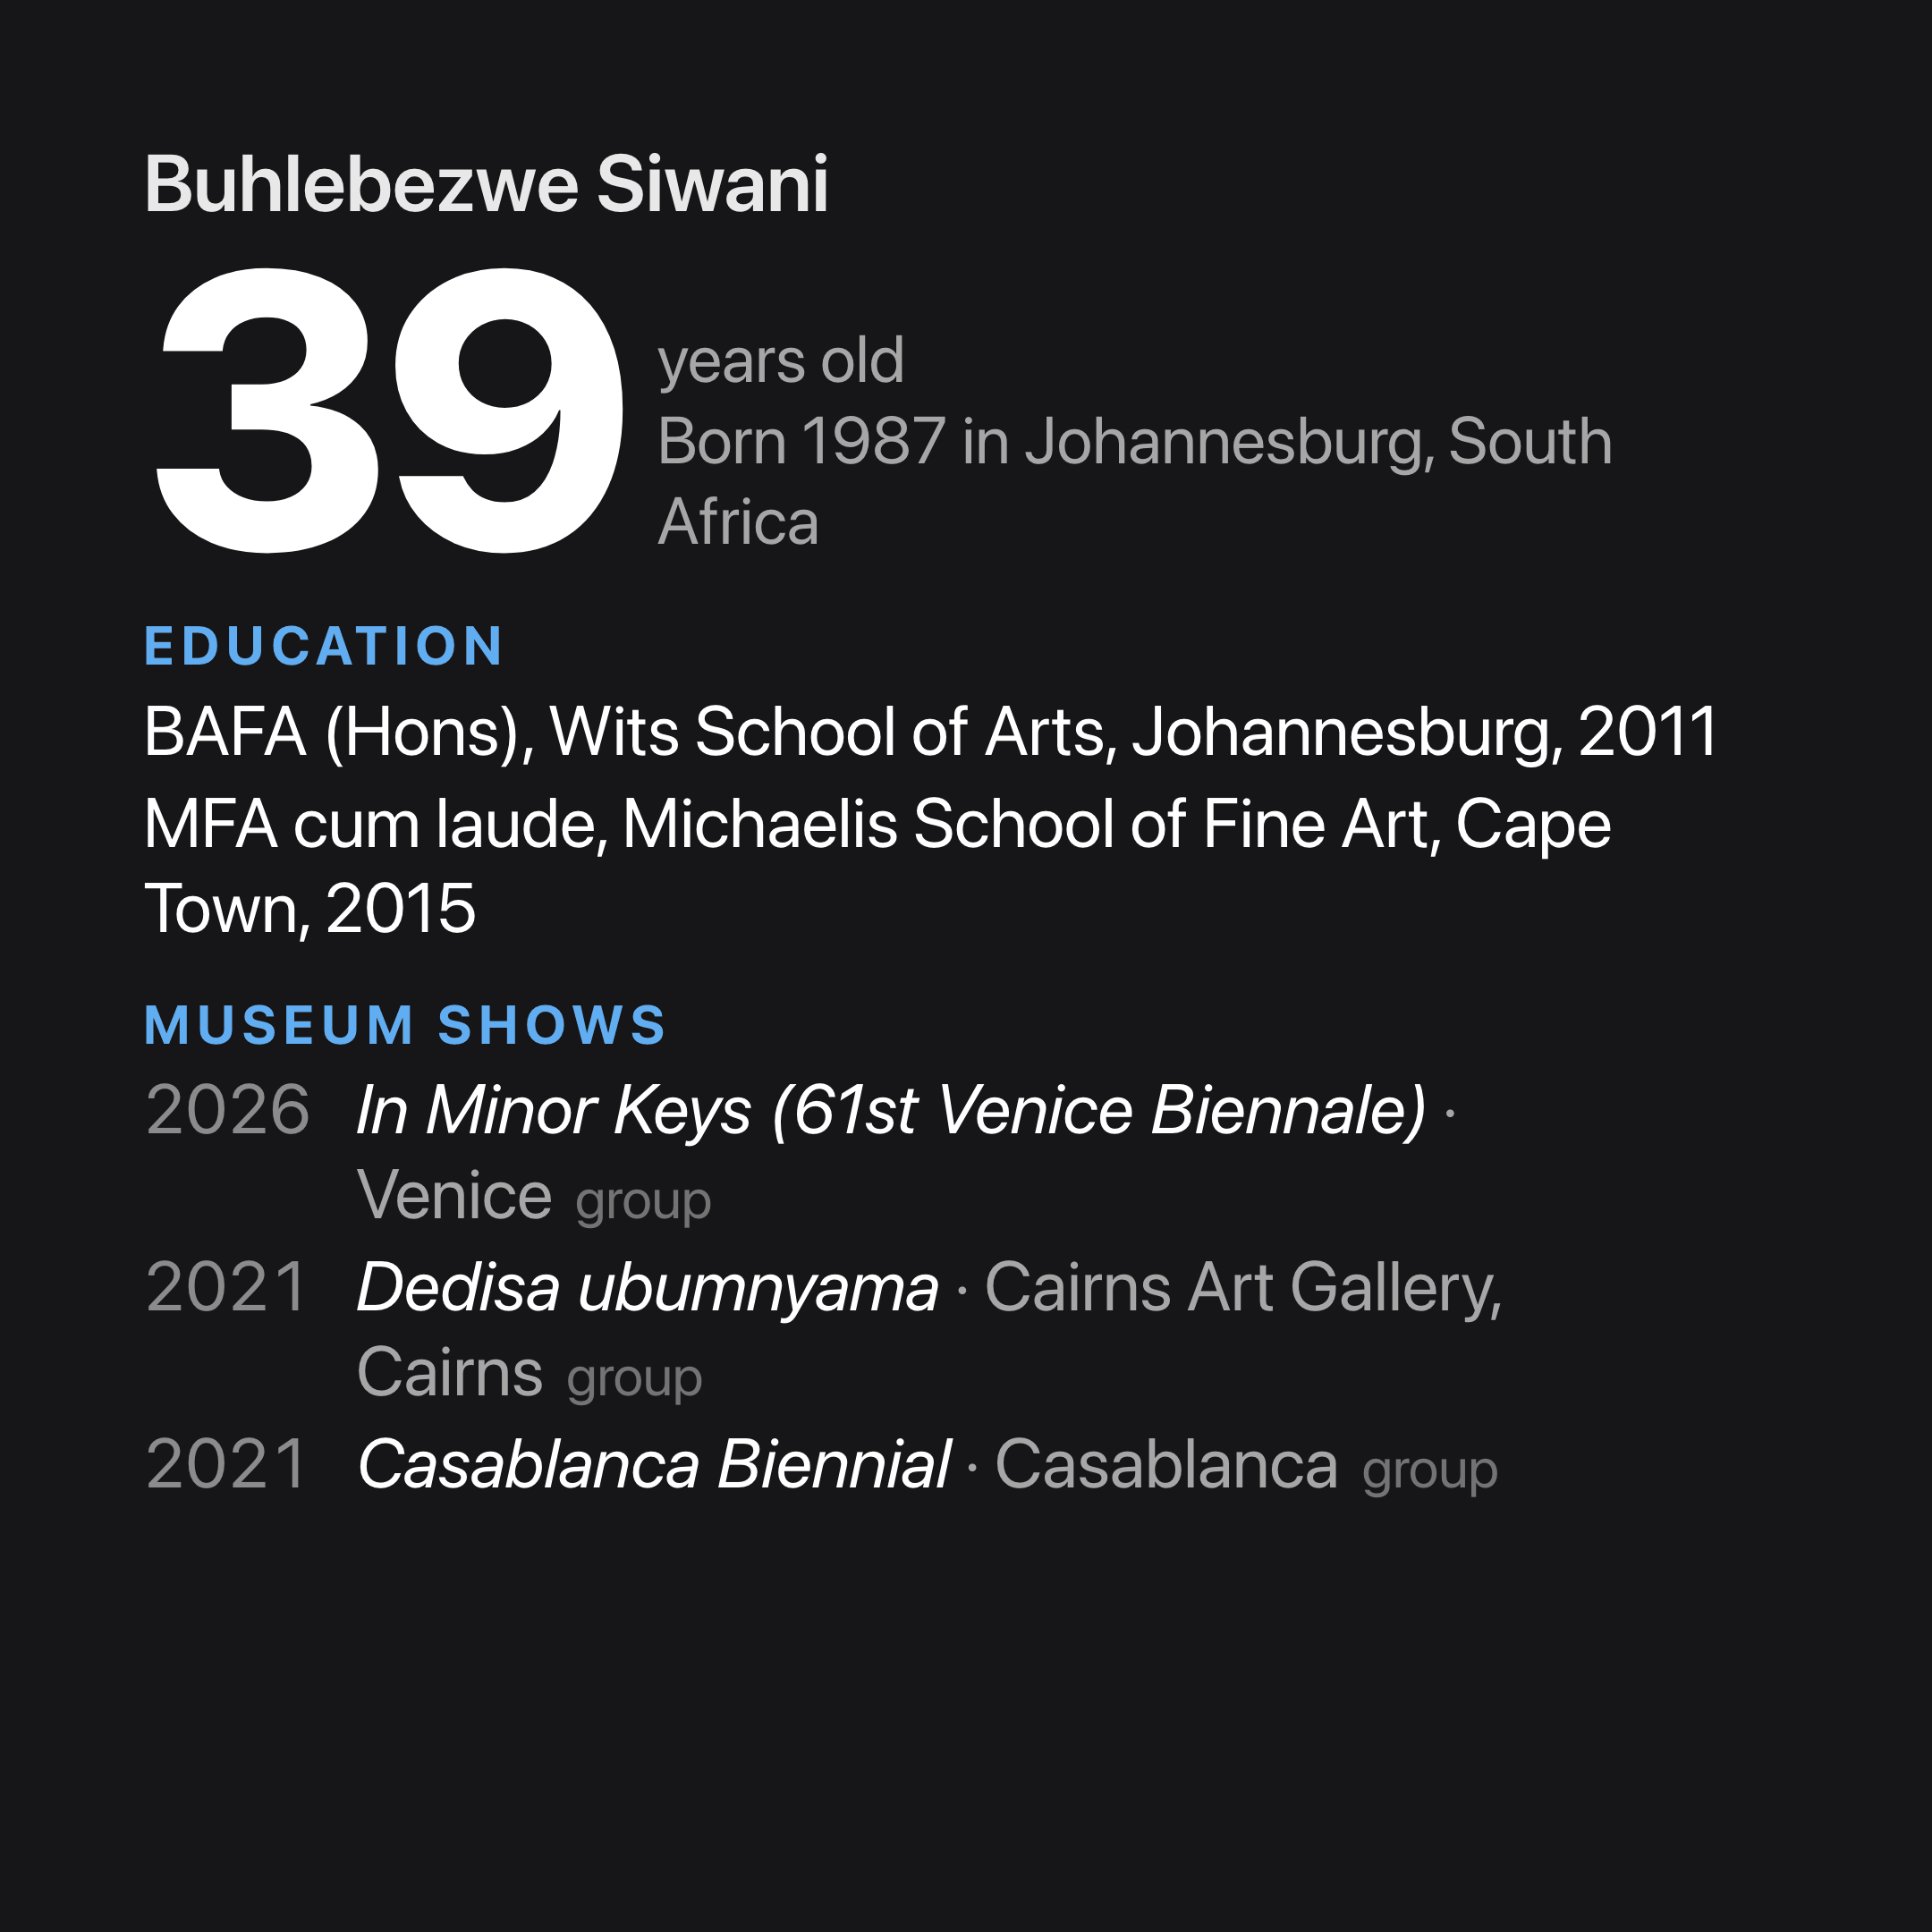 Buhlebezwe Siwani
39
years old
Born 1987 in Johannesburg, South
Africa
EDUCATION
BAFA (Hons), Wits School of Arts, Johannesburg, 2011
MFA cum laude, Michaelis School of Fine Art, Cape
Town, 2015
MUSEUM SHOWS
2026 In Minor Keys (61st Venice Biennale) ·
Venice group
2021 Dedisa ubumnyama · Cairns Art Gallery,
Cairns group
2021 Casablanca Biennial · Casablanca group